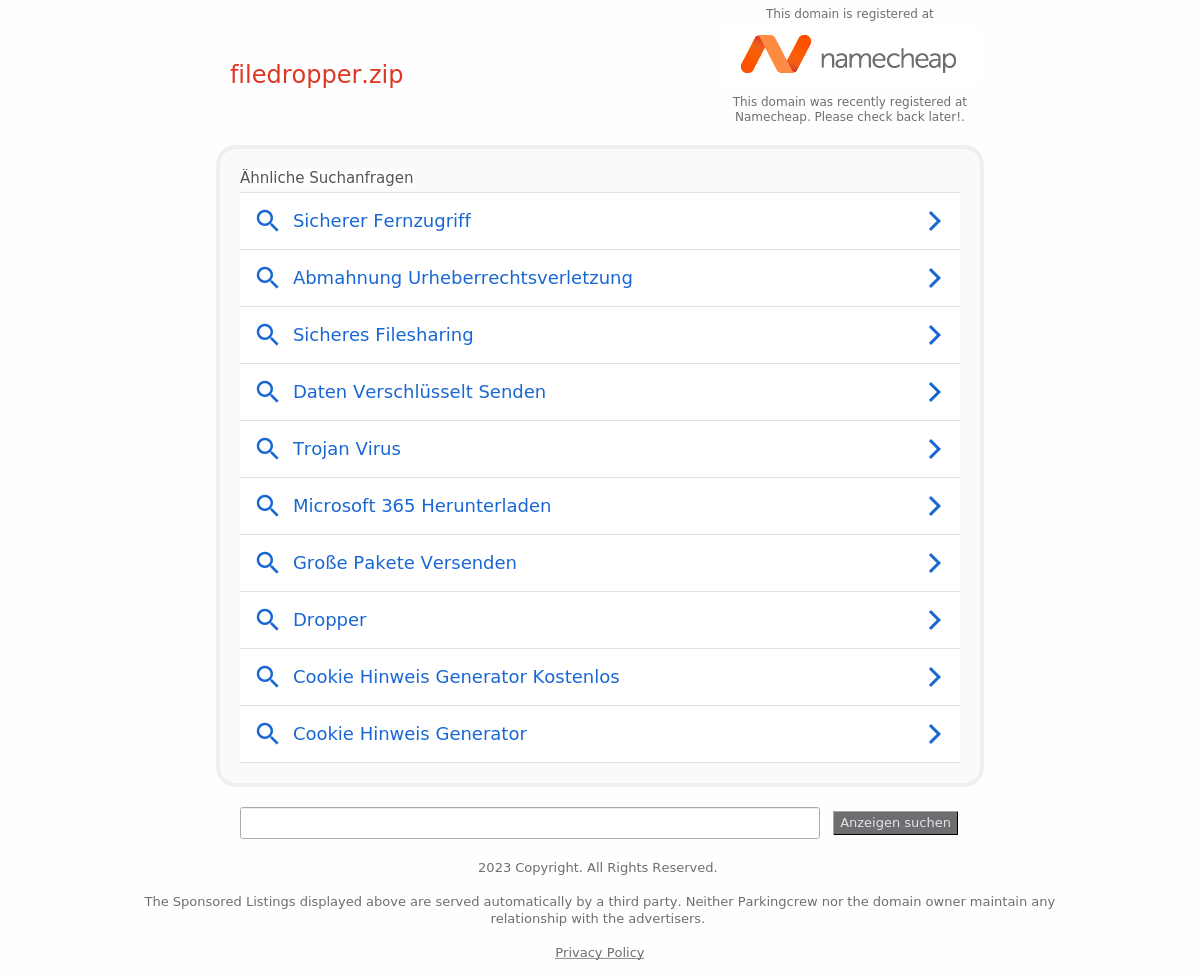 This domain is registered at
namecheap
filedropper.zip
This domain was recently registered at
Namecheap. Please check back later!.
Ähnliche Suchanfragen
Sicherer Fernzugriff
Abmahnung Urheberrechtsverletzung
Sicheres Filesharing
Daten Verschlüsselt Senden
Trojan Virus
Microsoft 365 Herunterladen
Große Pakete Versenden
Dropper
Cookie Hinweis Generator Kostenlos
Cookie Hinweis Generator
Anzeigen suchen
2023 Copyright. All Rights Reserved.
The Sponsored Listings displayed above are served automatically by a third party. Neither Parkingcrew nor the domain owner maintain any
relationship with the advertisers.
Privacy Policy